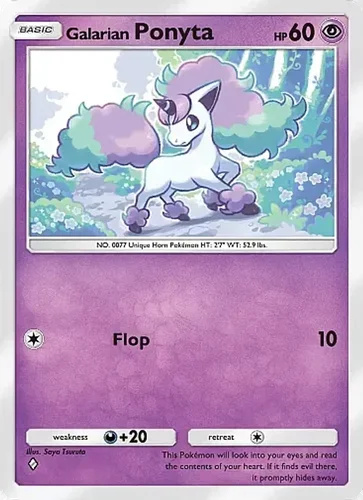 BASIC Galarian Ponyta HP 60
NO. 0077 Unique Horn Pokémon HT: 2'7" WT: 52.9 lbs.
Flop 10
weakness +20 retreat
Illus. Saya Tsuruta
This Pokémon will look into your eyes and read
the contents of your heart. If it finds evil there,
it promptly hides away.